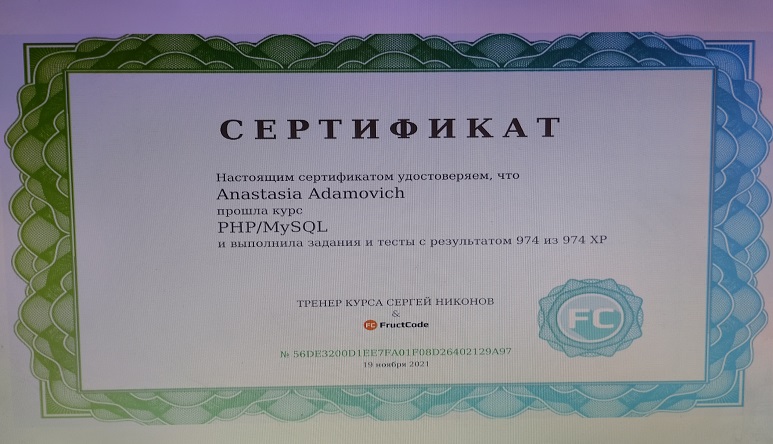 СЕРТИФИКАТ
Настоящим сертификатом удостоверяем, что
Anastasia Adamovich
прошла курс
PHP/MySQL
и выполнила задания и тесты с результатом 974 из 974 XP
ТРЕНЕР КУРСА СЕРГЕЙ НИКОНОВ
&
FC FructCode
FC
№ 56DE3200D1EE7FA01F08D26402129A97
19 ноября 2021